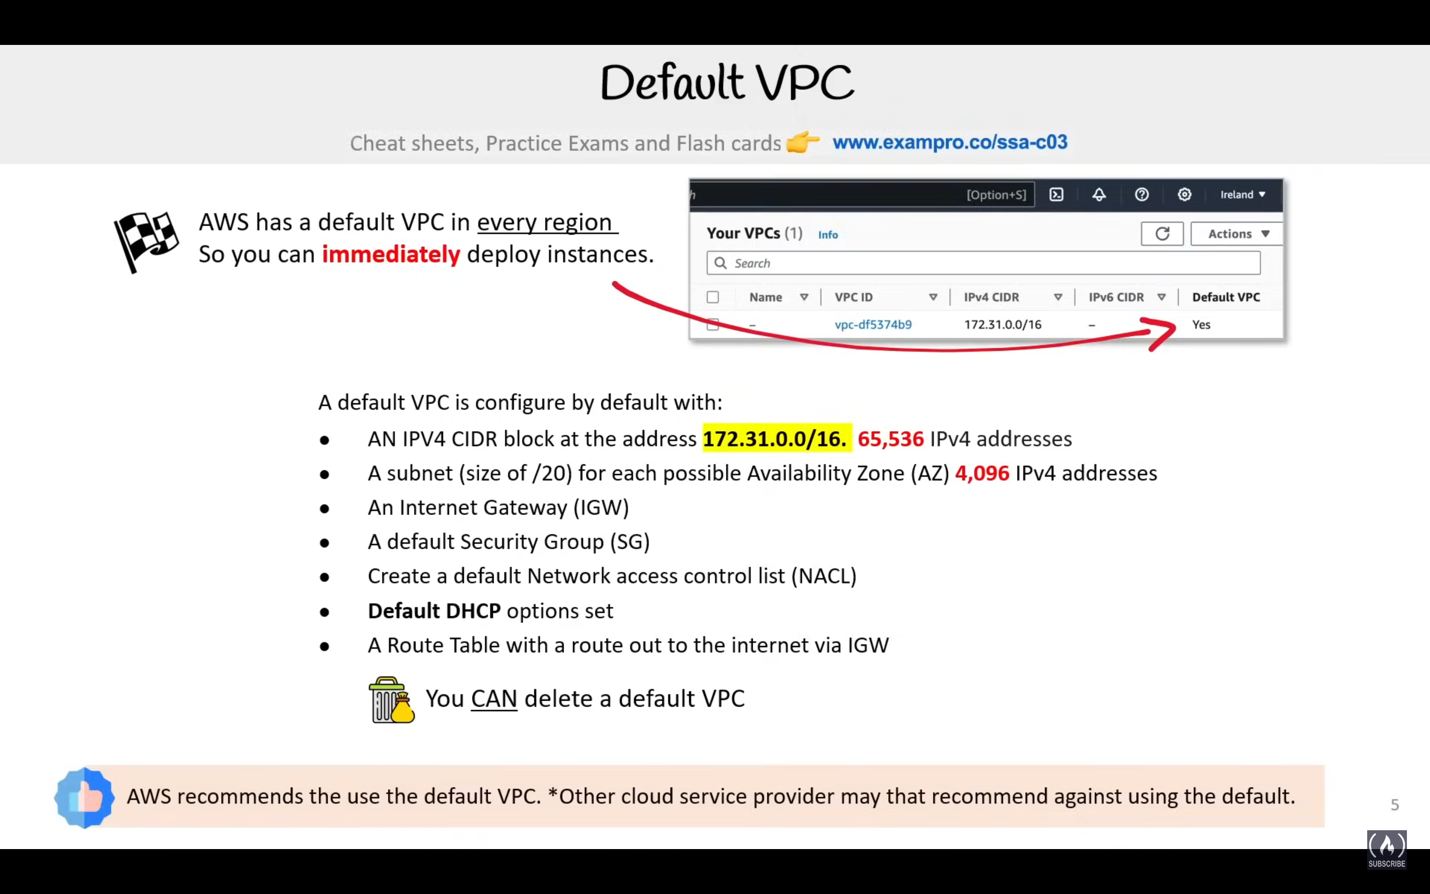 Default VPC
Cheat sheets, Practice Exams and Flash cards 👉 www.exampro.co/ssa-c03
AWS has a default VPC in every region
So you can immediately deploy instances.
h [Option+S] Ireland ▼
Your VPCs (1) Info Actions ▼
Search
Name VPC ID IPv4 CIDR IPv6 CIDR Default VPC
– vpc-df5374b9 172.31.0.0/16 – Yes
A default VPC is configure by default with:
● AN IPV4 CIDR block at the address 172.31.0.0/16. 65,536 IPv4 addresses
● A subnet (size of /20) for each possible Availability Zone (AZ) 4,096 IPv4 addresses
● An Internet Gateway (IGW)
● A default Security Group (SG)
● Create a default Network access control list (NACL)
● Default DHCP options set
● A Route Table with a route out to the internet via IGW
You CAN delete a default VPC
AWS recommends the use the default VPC. *Other cloud service provider may that recommend against using the default.
5
SUBSCRIBE